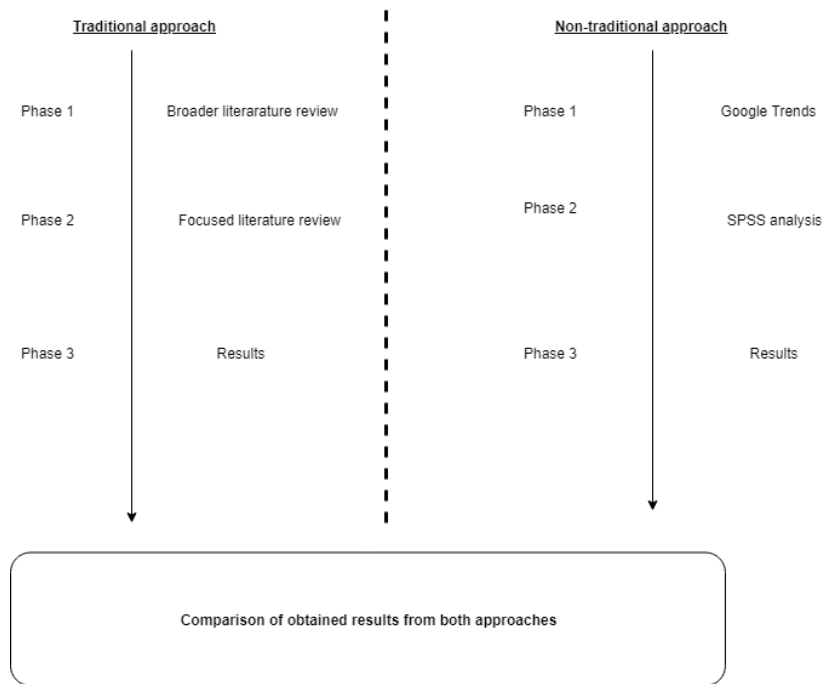 Traditional approach
Phase 1 Broader literarature review
Phase 2 Focused literature review
Phase 3 Results
Non-traditional approach
Phase 1 Google Trends
Phase 2 SPSS analysis
Phase 3 Results
Comparison of obtained results from both approaches